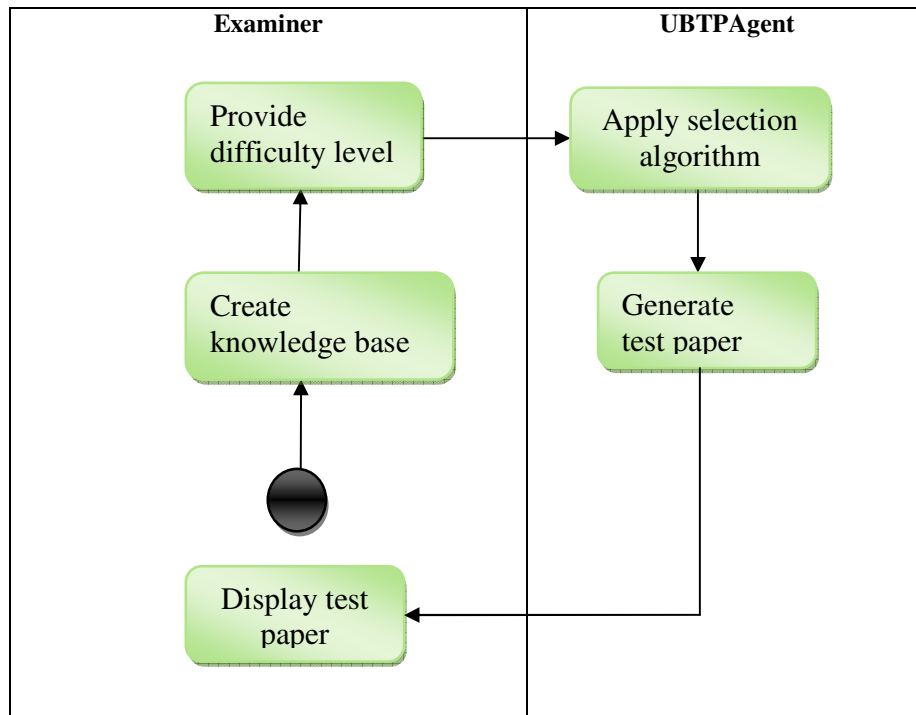 Examiner
UBTPAgent
Provide
difficulty level
Apply selection
algorithm
Create
knowledge base
Generate
test paper
Display test
paper